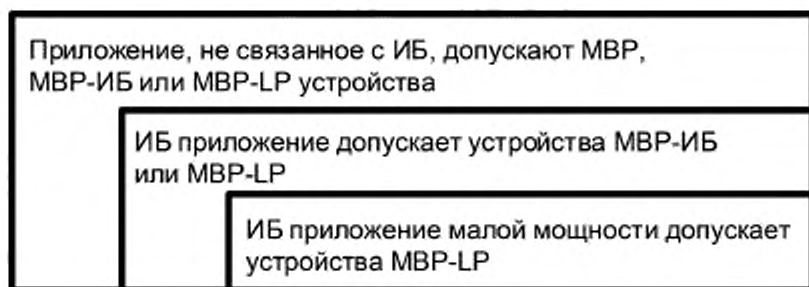 Приложение, не связанное с ИБ, допускают МВР,
МВР-ИБ или МВР-LP устройства
ИБ приложение допускает устройства МВР-ИБ
или МВР-LP
ИБ приложение малой мощности допускает
устройства МВР-LP